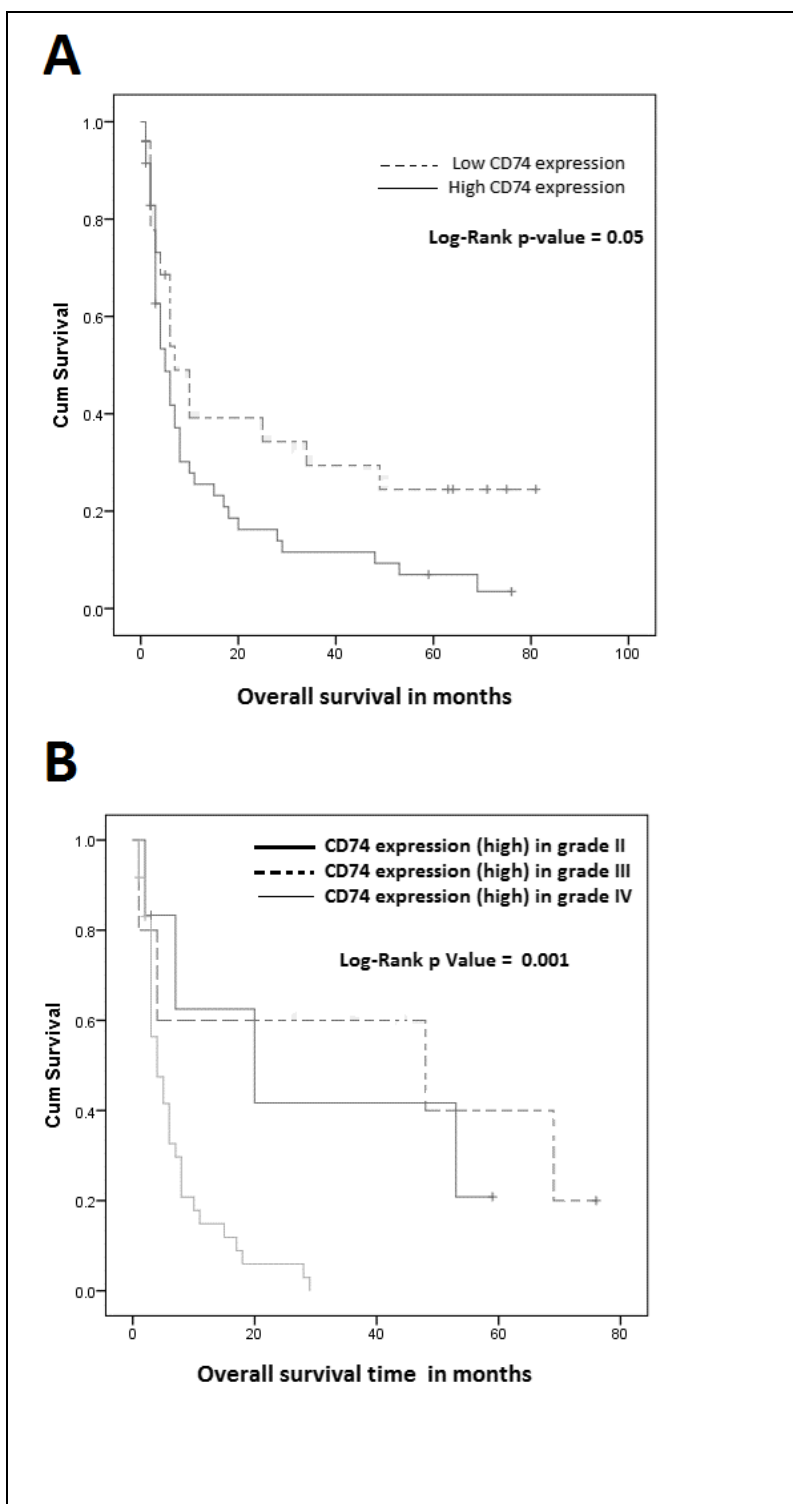 A
1.0
0.8
0.6
0.4
0.2
0.0
Cum Survival
Low CD74 expression
High CD74 expression
Log-Rank p-value = 0.05
0 20 40 60 80 100
Overall survival in months
B
1.0
0.8
0.6
0.4
0.2
0.0
Cum Survival
CD74 expression (high) in grade II
CD74 expression (high) in grade III
CD74 expression (high) in grade IV
Log-Rank p Value = 0.001
0 20 40 60 80
Overall survival time in months